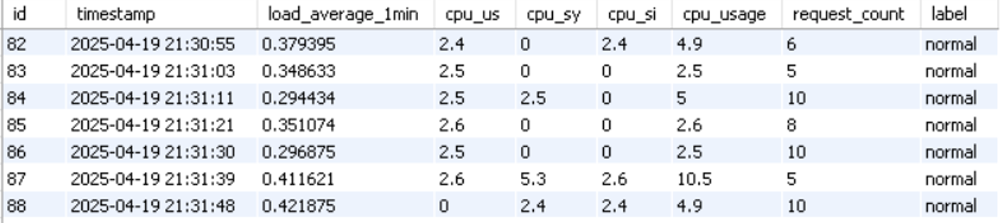 id timestamp load_average_1min cpu_us cpu_sy cpu_si cpu_usage request_count label
82 2025-04-19 21:30:55 0.379395 2.4 0 2.4 4.9 6 normal
83 2025-04-19 21:31:03 0.348633 2.5 0 0 2.5 5 normal
84 2025-04-19 21:31:11 0.294434 2.5 2.5 0 5 10 normal
85 2025-04-19 21:31:21 0.351074 2.6 0 0 2.6 8 normal
86 2025-04-19 21:31:30 0.296875 2.5 0 0 2.5 10 normal
87 2025-04-19 21:31:39 0.411621 2.6 5.3 2.6 10.5 5 normal
88 2025-04-19 21:31:48 0.421875 0 2.4 2.4 4.9 10 normal